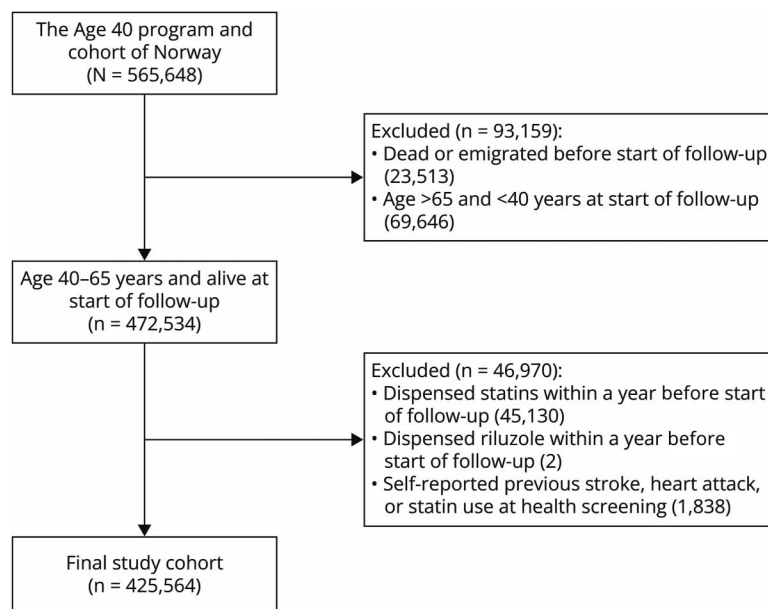 The Age 40 program and
cohort of Norway
(N = 565,648)
Excluded (n = 93,159):
• Dead or emigrated before start of follow-up
(23,513)
• Age >65 and <40 years at start of follow-up
(69,646)
Age 40–65 years and alive at
start of follow-up
(n = 472,534)
Excluded (n = 46,970):
• Dispensed statins within a year before start
of follow-up (45,130)
• Dispensed riluzole within a year before
start of follow-up (2)
• Self-reported previous stroke, heart attack,
or statin use at health screening (1,838)
Final study cohort
(n = 425,564)